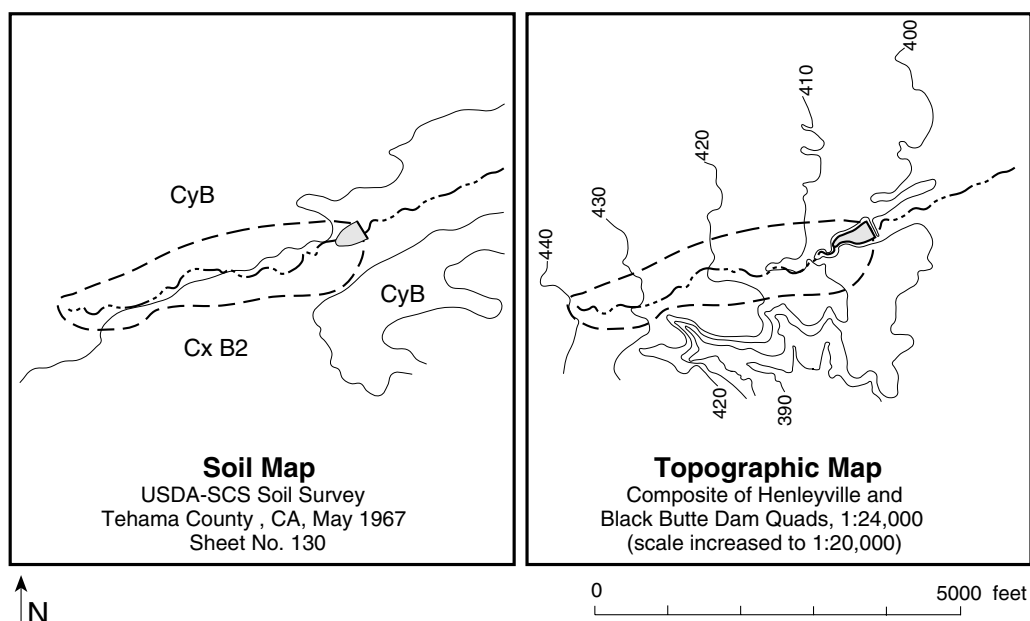 CyB
CyB
Cx B2
Soil Map
USDA-SCS Soil Survey
Tehama County , CA, May 1967
Sheet No. 130
400
410
420
430
440
420
390
Topographic Map
Composite of Henleyville and
Black Butte Dam Quads, 1:24,000
(scale increased to 1:20,000)
N
0
5000 feet